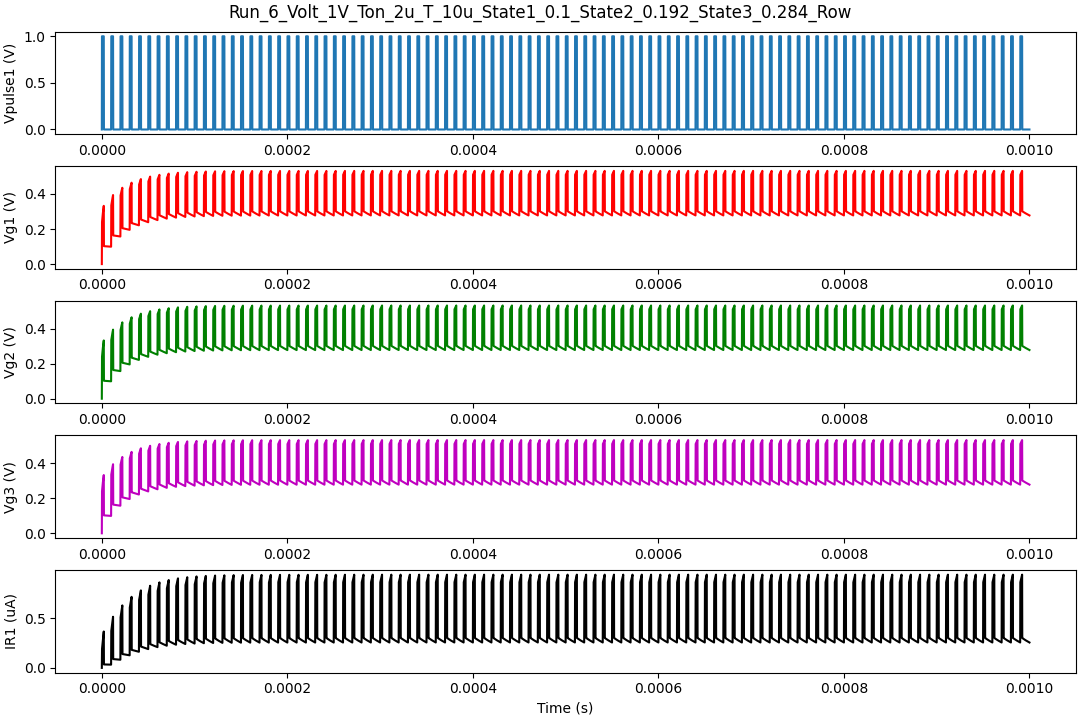 Run_6_Volt_1V_Ton_2u_T_10u_State1_0.1_State2_0.192_State3_0.284_Row
Vpulse1 (V)
1.0
0.5
0.0
0.0000 0.0002 0.0004 0.0006 0.0008 0.0010
Vg1 (V)
0.4
0.2
0.0
0.0000 0.0002 0.0004 0.0006 0.0008 0.0010
Vg2 (V)
0.4
0.2
0.0
0.0000 0.0002 0.0004 0.0006 0.0008 0.0010
Vg3 (V)
0.4
0.2
0.0
0.0000 0.0002 0.0004 0.0006 0.0008 0.0010
IR1 (uA)
0.5
0.0
0.0000 0.0002 0.0004 0.0006 0.0008 0.0010
Time (s)